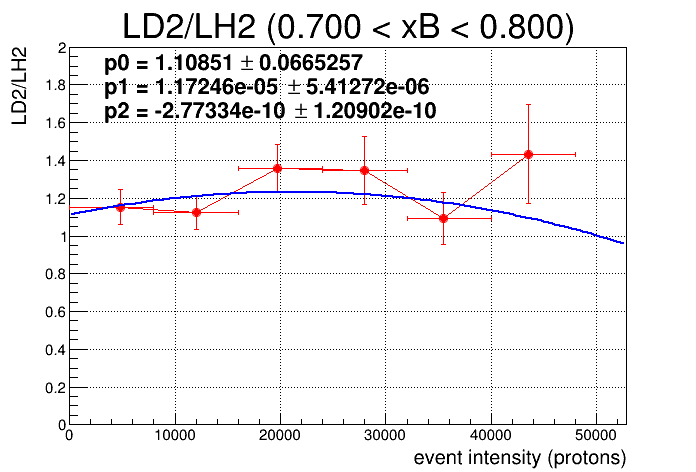 LD2/LH2 (0.700 < xB < 0.800)
LD2/LH2
p0 = 1.10851 ± 0.0665257
p1 = 1.17246e-05 ± 5.41272e-06
p2 = -2.77334e-10 ± 1.20902e-10
2
1.8
1.6
1.4
1.2
1
0.8
0.6
0.4
0.2
0
0 10000 20000 30000 40000 50000
event intensity (protons)